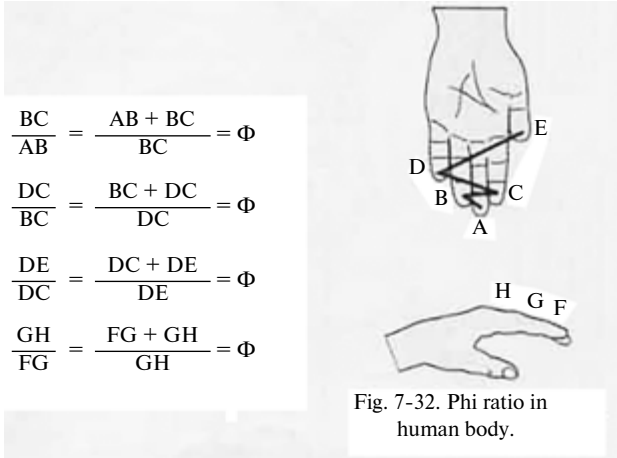 BC/AB = AB + BC/BC = Φ
DC/BC = BC + DC/DC = Φ
DE/DC = DC + DE/DE = Φ
GH/FG = FG + GH/GH = Φ
E
D
B C
A
H G F
Fig. 7-32. Phi ratio in
human body.